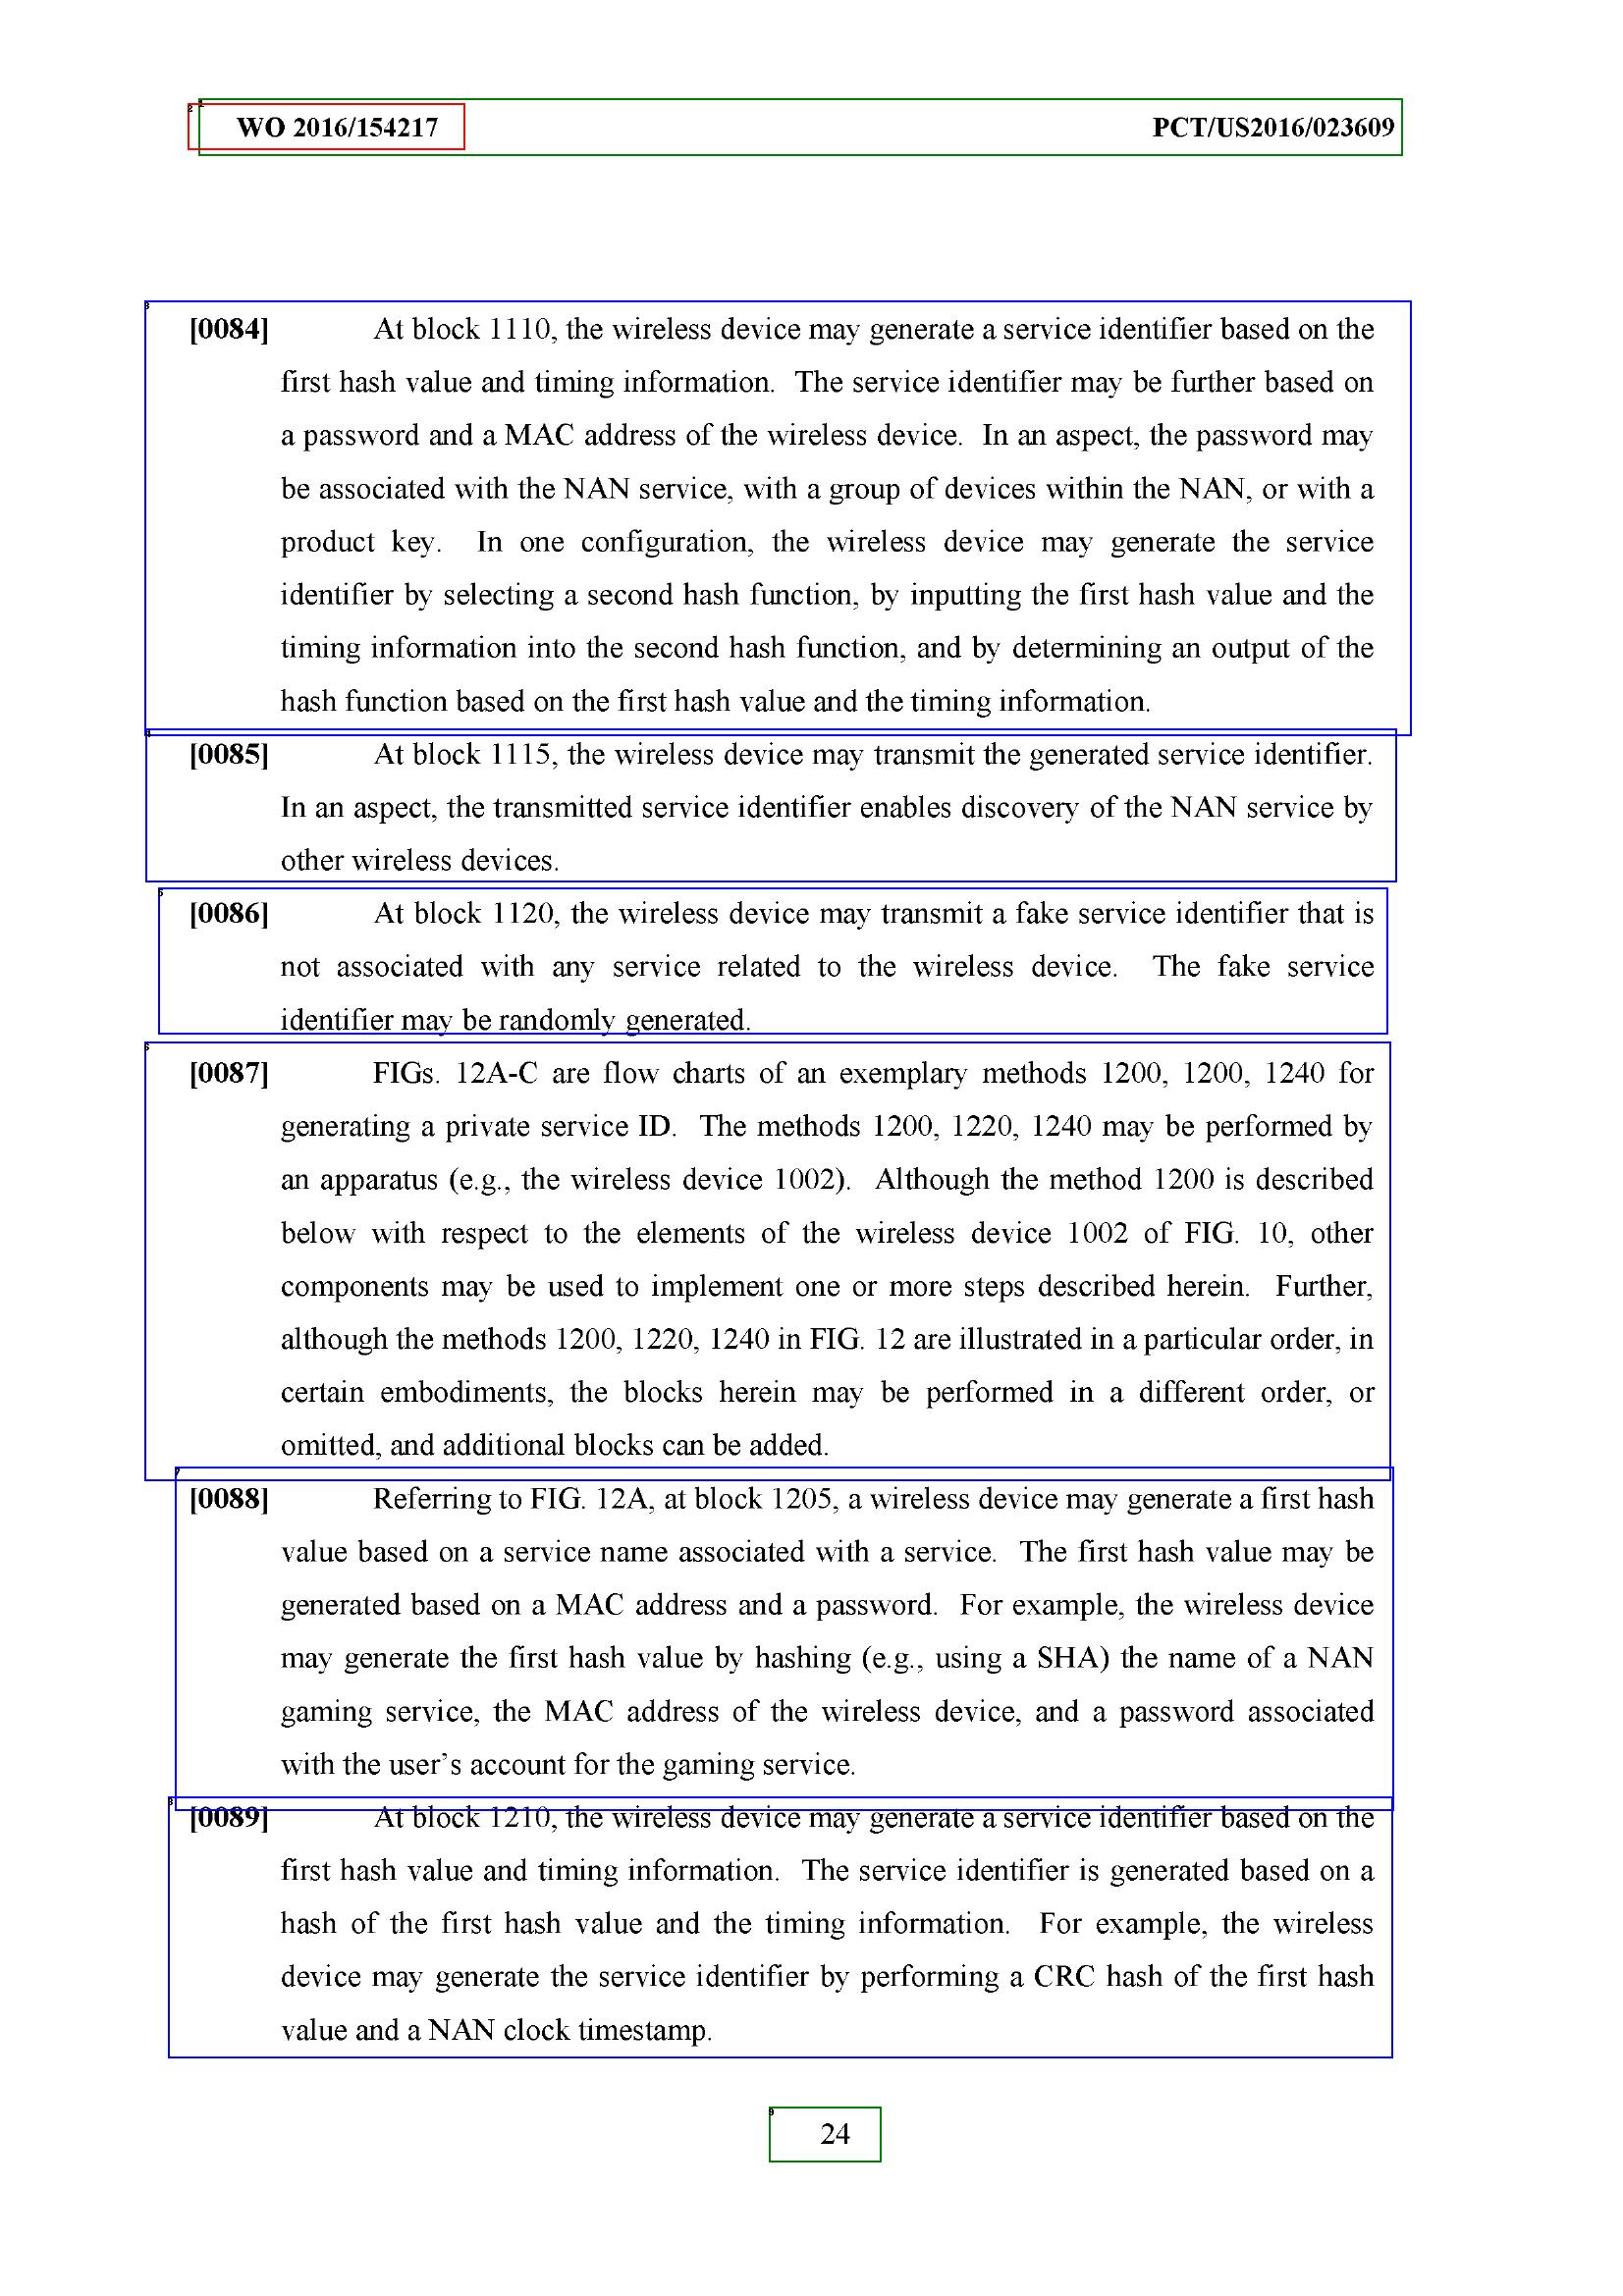 WO 2016/154217 PCT/US2016/023609
[0084] At block 1110, the wireless device may generate a service identifier based on the
first hash value and timing information. The service identifier may be further based on
a password and a MAC address of the wireless device. In an aspect, the password may
be associated with the NAN service, with a group of devices within the NAN, or with a
product key. In one configuration, the wireless device may generate the service
identifier by selecting a second hash function, by inputting the first hash value and the
timing information into the second hash function, and by determining an output of the
hash function based on the first hash value and the timing information.
[0085] At block 1115, the wireless device may transmit the generated service identifier.
In an aspect, the transmitted service identifier enables discovery of the NAN service by
other wireless devices.
[0086] At block 1120, the wireless device may transmit a fake service identifier that is
not associated with any service related to the wireless device. The fake service
identifier may be randomly generated.
[0087] FIGs. 12A-C are flow charts of an exemplary methods 1200, 1200, 1240 for
generating a private service ID. The methods 1200, 1220, 1240 may be performed by
an apparatus (e.g., the wireless device 1002). Although the method 1200 is described
below with respect to the elements of the wireless device 1002 of FIG. 10, other
components may be used to implement one or more steps described herein. Further,
although the methods 1200, 1220, 1240 in FIG. 12 are illustrated in a particular order, in
certain embodiments, the blocks herein may be performed in a different order, or
omitted, and additional blocks can be added.
[0088] Referring to FIG. 12A, at block 1205, a wireless device may generate a first hash
value based on a service name associated with a service. The first hash value may be
generated based on a MAC address and a password. For example, the wireless device
may generate the first hash value by hashing (e.g., using a SHA) the name of a NAN
gaming service, the MAC address of the wireless device, and a password associated
with the user’s account for the gaming service.
[0089] At block 1210, the wireless device may generate a service identifier based on the
first hash value and timing information. The service identifier is generated based on a
hash of the first hash value and the timing information. For example, the wireless
device may generate the service identifier by performing a CRC hash of the first hash
value and a NAN clock timestamp.
24